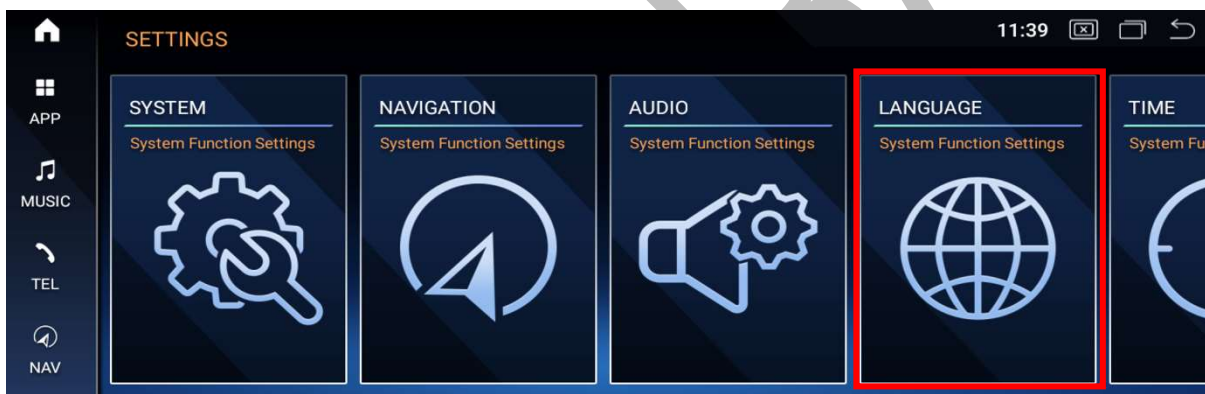 SETTINGS
11:39
APP
MUSIC
TEL
NAV
SYSTEM
System Function Settings
NAVIGATION
System Function Settings
AUDIO
System Function Settings
LANGUAGE
System Function Settings
TIME
System Fu